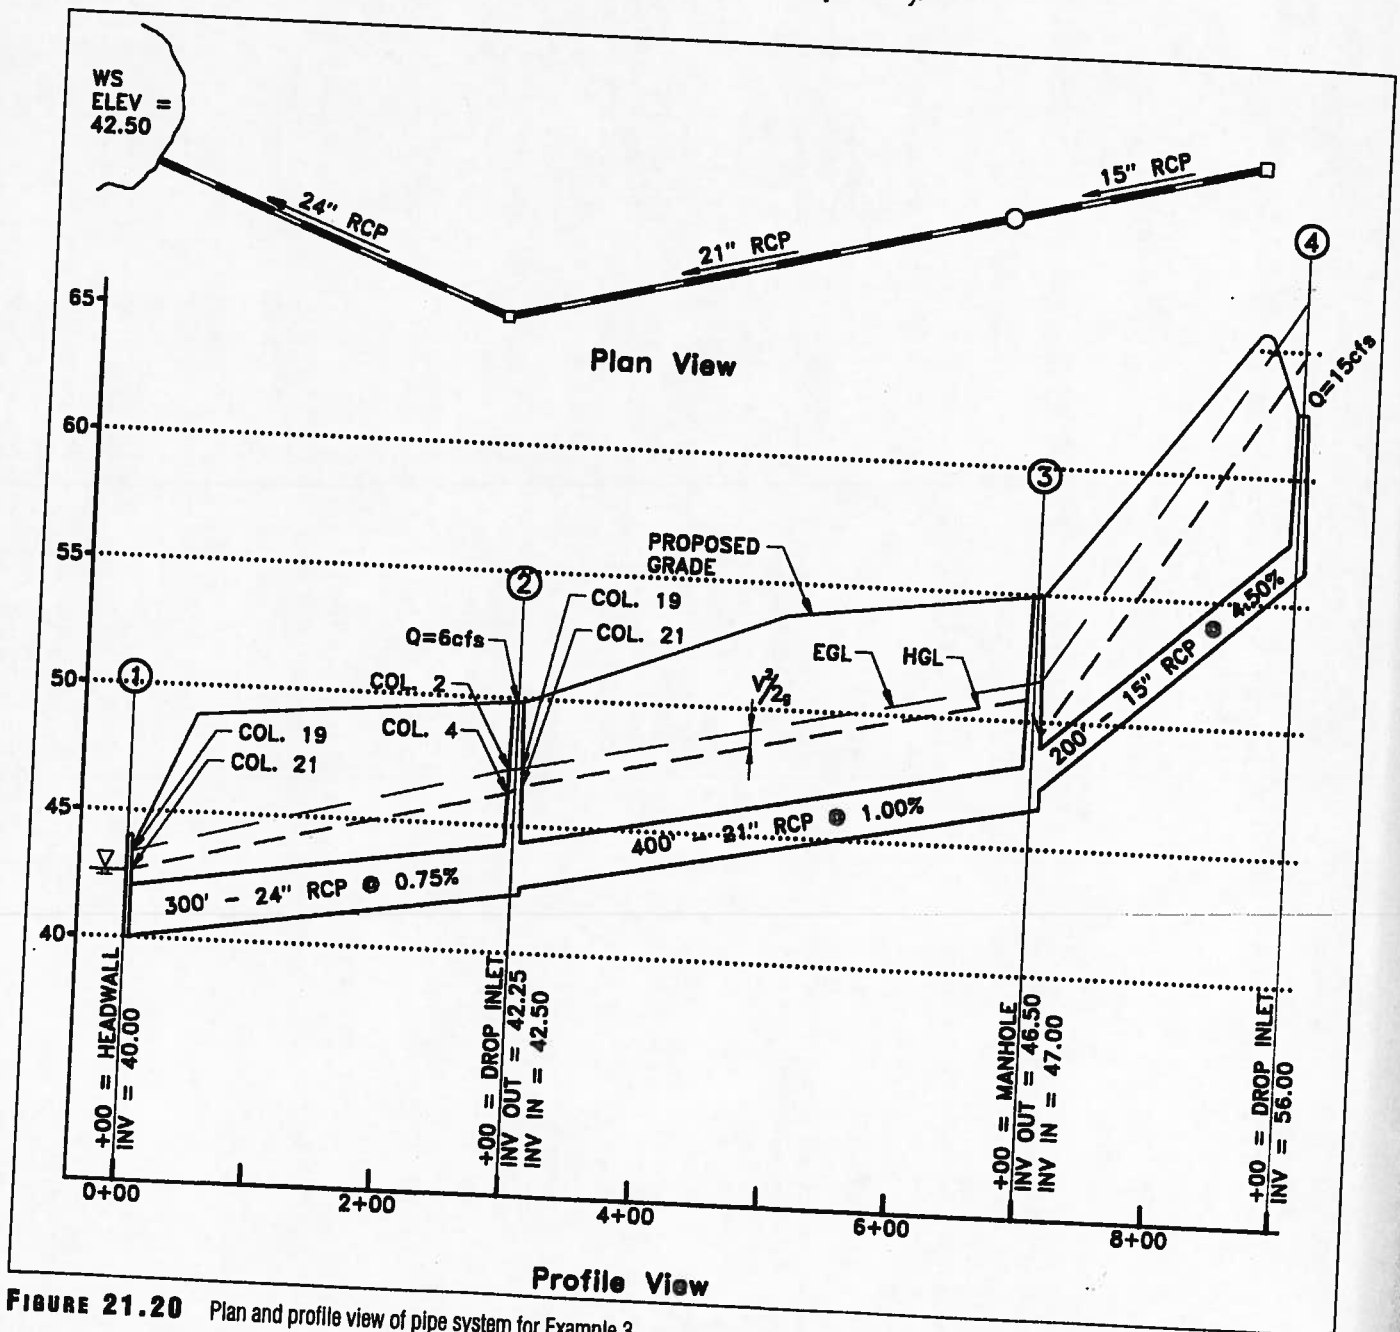 WS
ELEV =
42.50
24" RCP
21" RCP
15" RCP
Plan View
65
60
55
50
45
40
1
2
3
4
Q=15cfs
PROPOSED
GRADE
COL. 19
COL. 21
Q=6cfs
COL. 2
COL. 4
EGL
HGL
V²/2g
COL. 19
COL. 21
300' - 24" RCP @ 0.75%
400' - 21" RCP @ 1.00%
200' - 15" RCP @ 4.50%
+00 = HEADWALL
INV = 40.00
+00 = DROP INLET
INV OUT = 42.25
INV IN = 42.50
+00 = MANHOLE
INV OUT = 46.50
INV IN = 47.00
+00 = DROP INLET
INV = 56.00
0+00
2+00
4+00
6+00
8+00
Profile View
FIGURE 21.20 Plan and profile view of pipe system for Example 3